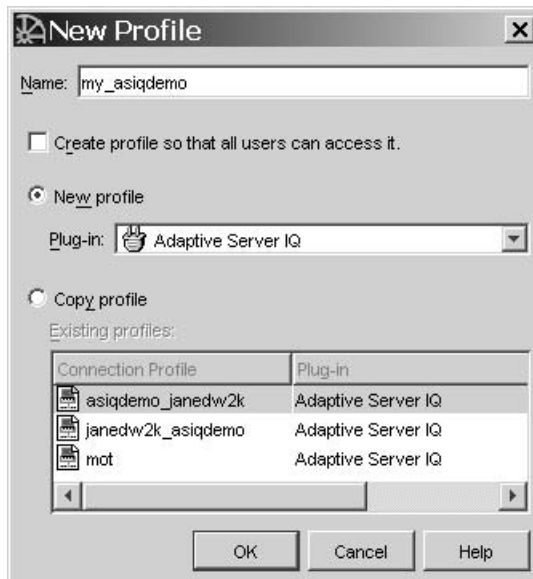 New Profile
Name: my_asiqdemo
Create profile so that all users can access it.
New profile
Plug-in: Adaptive Server IQ
Copy profile
Existing profiles:
Connection Profile Plug-in
asiqdemo_janedw2k Adaptive Server IQ
janedw2k_asiqdemo Adaptive Server IQ
mot Adaptive Server IQ
OK Cancel Help